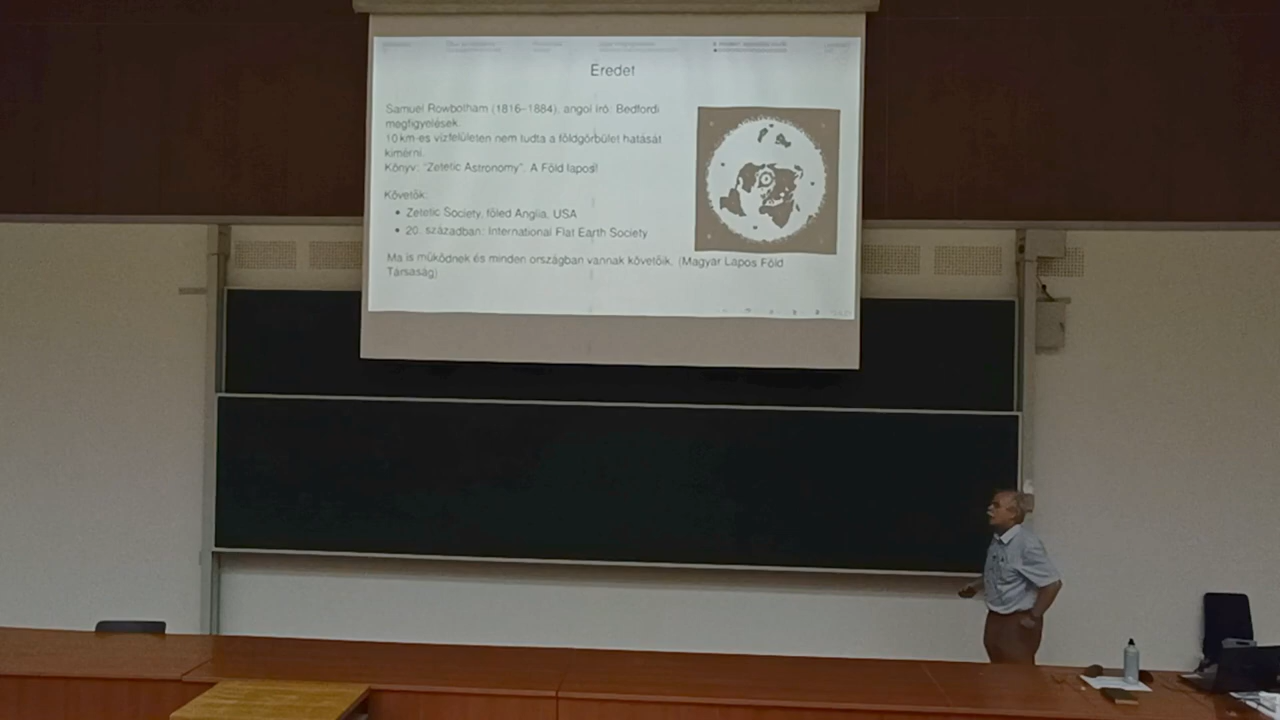 Eredet
Samuel Rowbotham (1816–1884), angol író: Bedfordi
megfigyelések.
10 km-es vízfelületen nem tudta a földgörbület hatását
kimérni.
Könyv: "Zetetic Astronomy". A Föld lapos!
Követők:
• Zetetic Society, főleg Anglia, USA
• 20. században: International Flat Earth Society
Ma is működnek és minden országban vannak követőik. (Magyar Lapos Föld
Társaság)